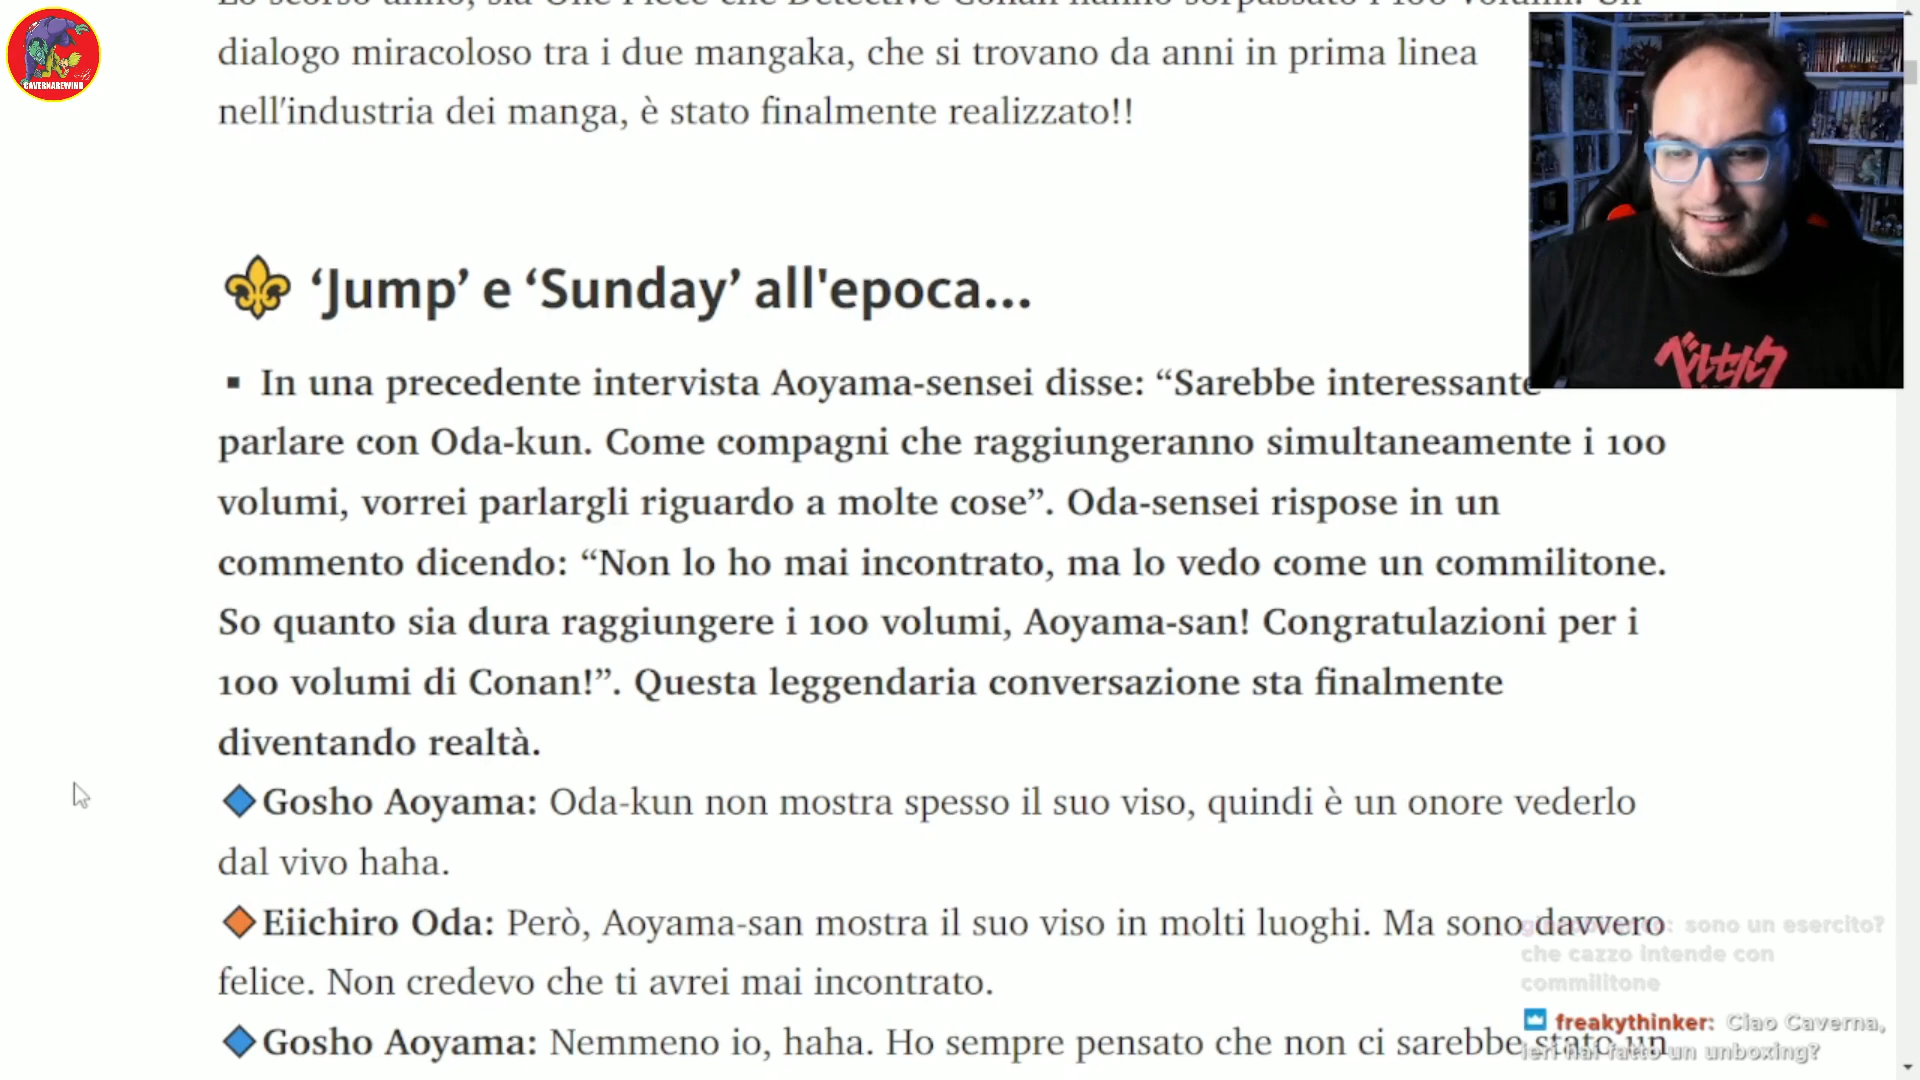 Lo scorso anno, sia One Piece che Detective Conan hanno sorpassato i 100 volumi. Un
dialogo miracoloso tra i due mangaka, che si trovano da anni in prima linea
nell'industria dei manga, è stato finalmente realizzato!!
‘Jump’ e ‘Sunday’ all'epoca...
▪ In una precedente intervista Aoyama-sensei disse: “Sarebbe interessante
parlare con Oda-kun. Come compagni che raggiungeranno simultaneamente i 100
volumi, vorrei parlargli riguardo a molte cose”. Oda-sensei rispose in un
commento dicendo: “Non lo ho mai incontrato, ma lo vedo come un commilitone.
So quanto sia dura raggiungere i 100 volumi, Aoyama-san! Congratulazioni per i
100 volumi di Conan!”. Questa leggendaria conversazione sta finalmente
diventando realtà.
Gosho Aoyama: Oda-kun non mostra spesso il suo viso, quindi è un onore vederlo
dal vivo haha.
Eiichiro Oda: Però, Aoyama-san mostra il suo viso in molti luoghi. Ma sono davvero
felice. Non credevo che ti avrei mai incontrato.
Gosho Aoyama: Nemmeno io, haha. Ho sempre pensato che non ci sarebbe stato un
CAVERNAREWIND
ベルセルク
sono un esercito?
che cazzo intende con
commilitone
freakythinker: Ciao Caverna,
ieri hai fatto un unboxing?